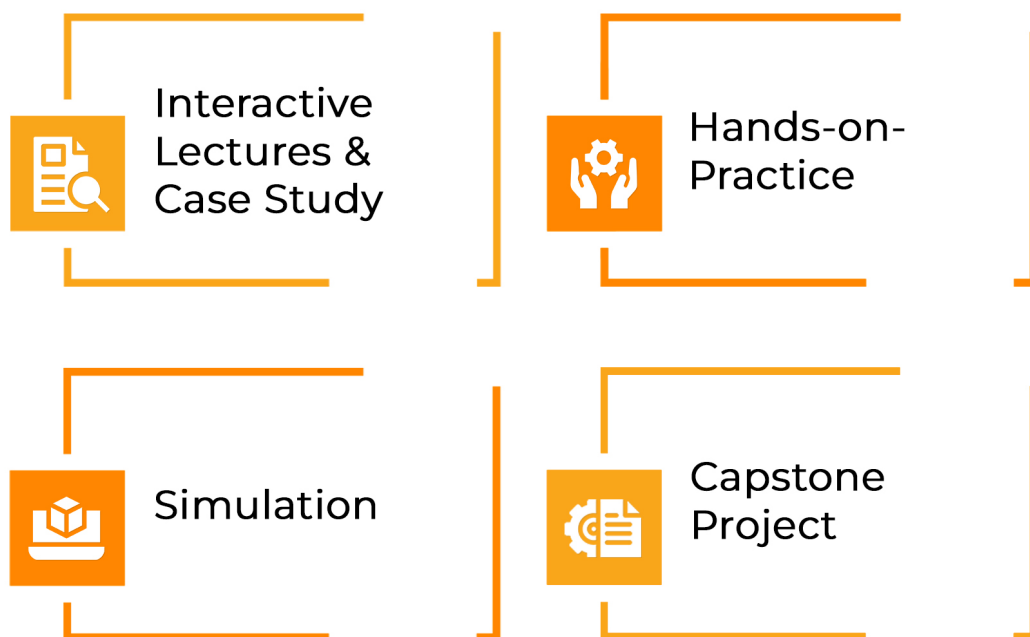 Interactive
Lectures &
Case Study
Hands-on-
Practice
Simulation
Capstone
Project